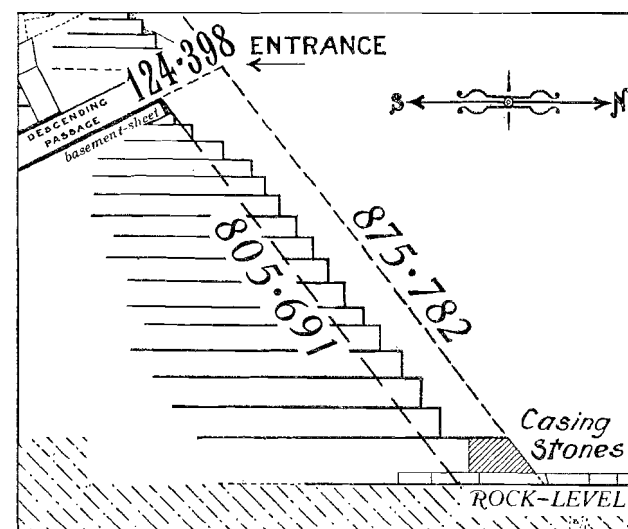 124·398
ENTRANCE
S N
DESCENDING
PASSAGE
basement-sheet
875·782
805·691
Casing
Stones
ROCK-LEVEL